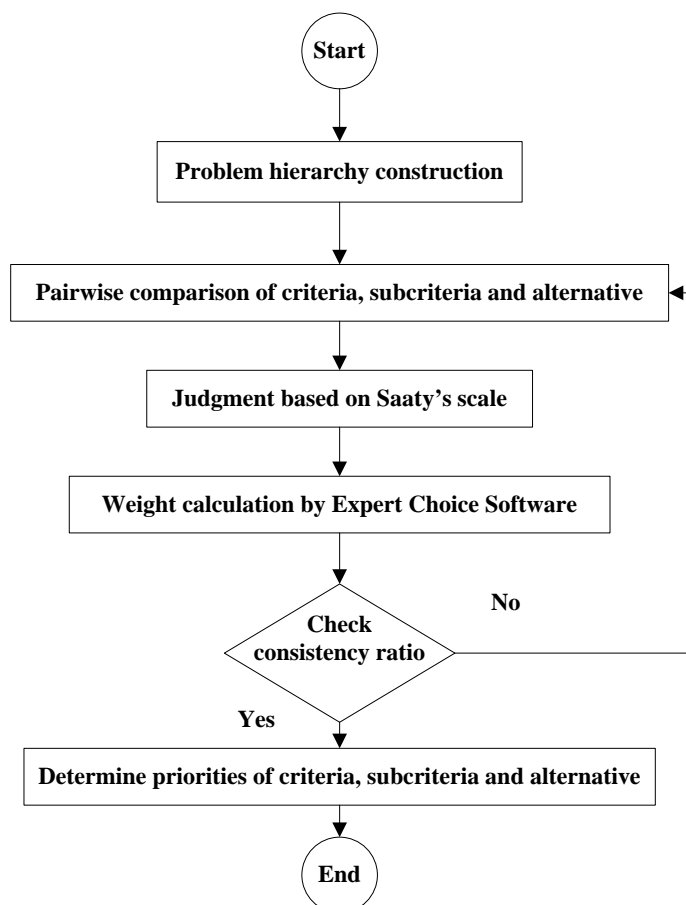 Start
Problem hierarchy construction
Pairwise comparison of criteria, subcriteria and alternative
Judgment based on Saaty’s scale
Weight calculation by Expert Choice Software
No
Check
consistency ratio
Yes
Determine priorities of criteria, subcriteria and alternative
End